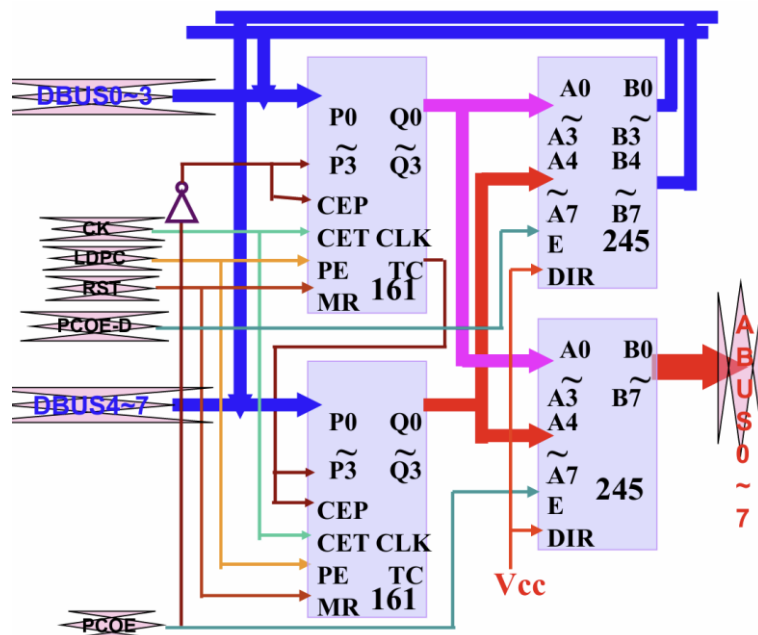 DBUS0~3
P0 Q0
~ ~
P3 Q3
CEP
CET CLK
PE TC
MR 161
A0 B0
~ ~
A3 B3
A4 B4
~ ~
A7 B7
E 245
DIR
CK
LDPC
RST
PCOE-D
DBUS4~7
P0 Q0
~ ~
P3 Q3
CEP
CET CLK
PE TC
MR 161
A0 B0
~ ~
A3 B7
A4
~
A7
E 245
DIR
ABUS0~7
Vcc
PCOE